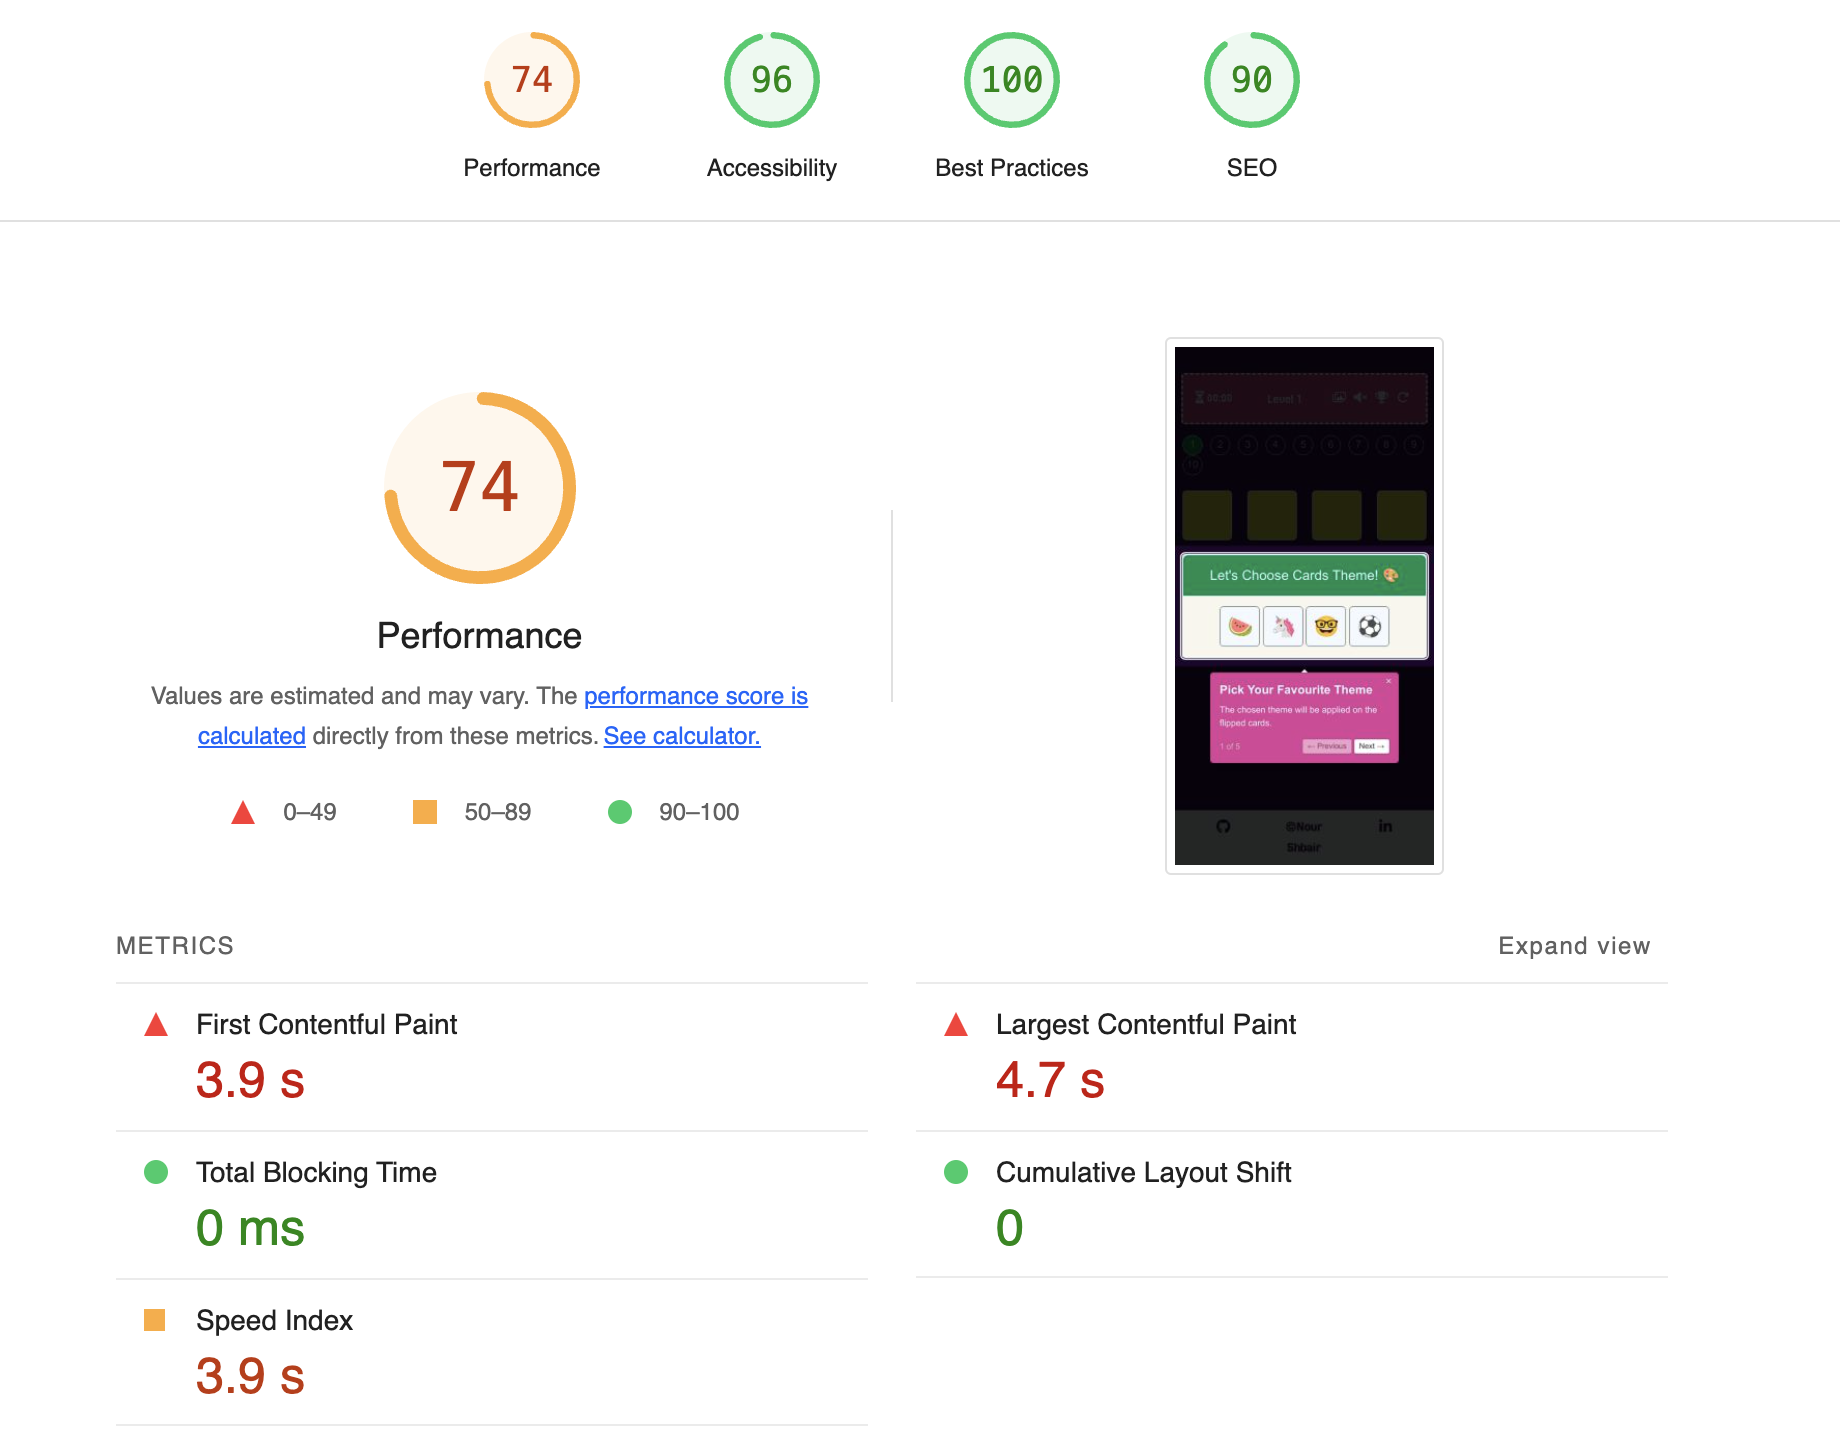 74
96
100
90
Performance
Accessibility
Best Practices
SEO
74
Performance
Values are estimated and may vary. The performance score is
calculated directly from these metrics. See calculator.
0–49
50–89
90–100
00:00
Level 1
1 2 3 4 5 6 7 8 9
10
Let's Choose Cards Theme! 🎨
Pick Your Favourite Theme
×
The chosen theme will be applied on the
flipped cards.
1 of 5
← Previous
Next →
©Nour
Shbair
in
METRICS
Expand view
First Contentful Paint
3.9 s
Largest Contentful Paint
4.7 s
Total Blocking Time
0 ms
Cumulative Layout Shift
0
Speed Index
3.9 s